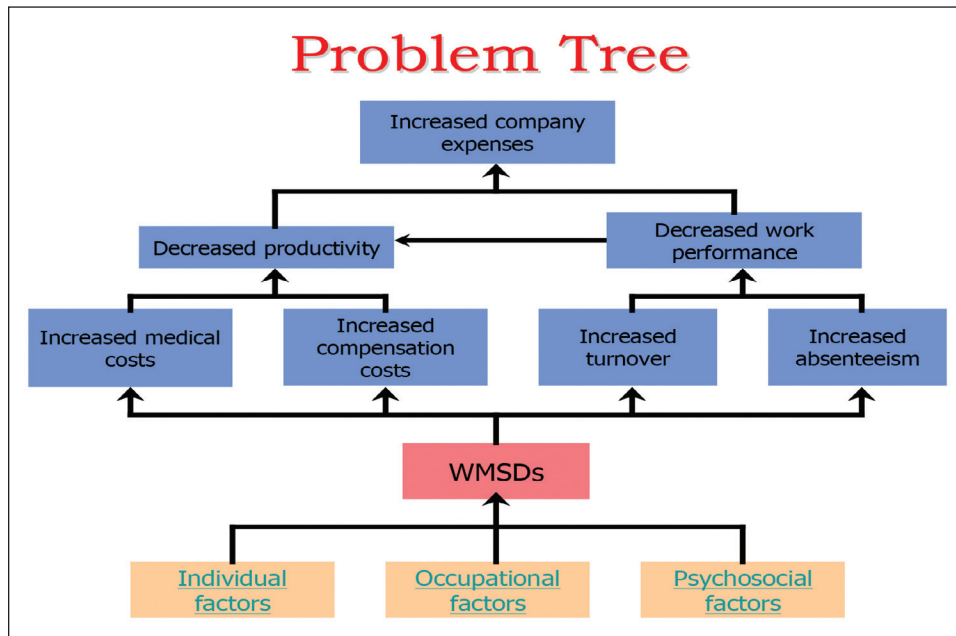 Problem Tree
Increased company
expenses
Decreased productivity
Decreased work
performance
Increased medical
costs
Increased
compensation
costs
Increased
turnover
Increased
absenteeism
WMSDs
Individual
factors
Occupational
factors
Psychosocial
factors